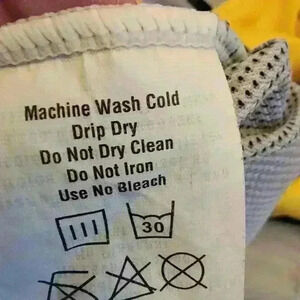 Machine Wash Cold
Drip Dry
Do Not Dry Clean
Do Not Iron
Use No Bleach
30